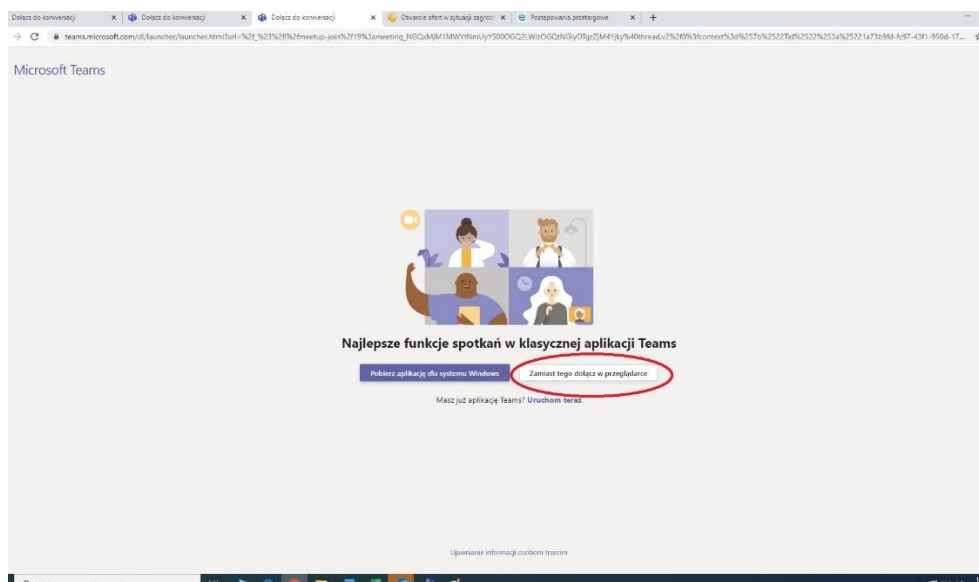 Dołącz do konwersacji
Dołącz do konwersacji
Dołącz do konwersacji
Otwarcie ofert w sytuacji zagroż
Postępowania przetargowe
Microsoft Teams
Najlepsze funkcje spotkań w klasycznej aplikacji Teams
Pobierz aplikację dla systemu Windows
Zamiast tego dołącz w przeglądarce
Masz już aplikację Teams? Uruchom teraz
Ujawnianie informacji osobom trzecim